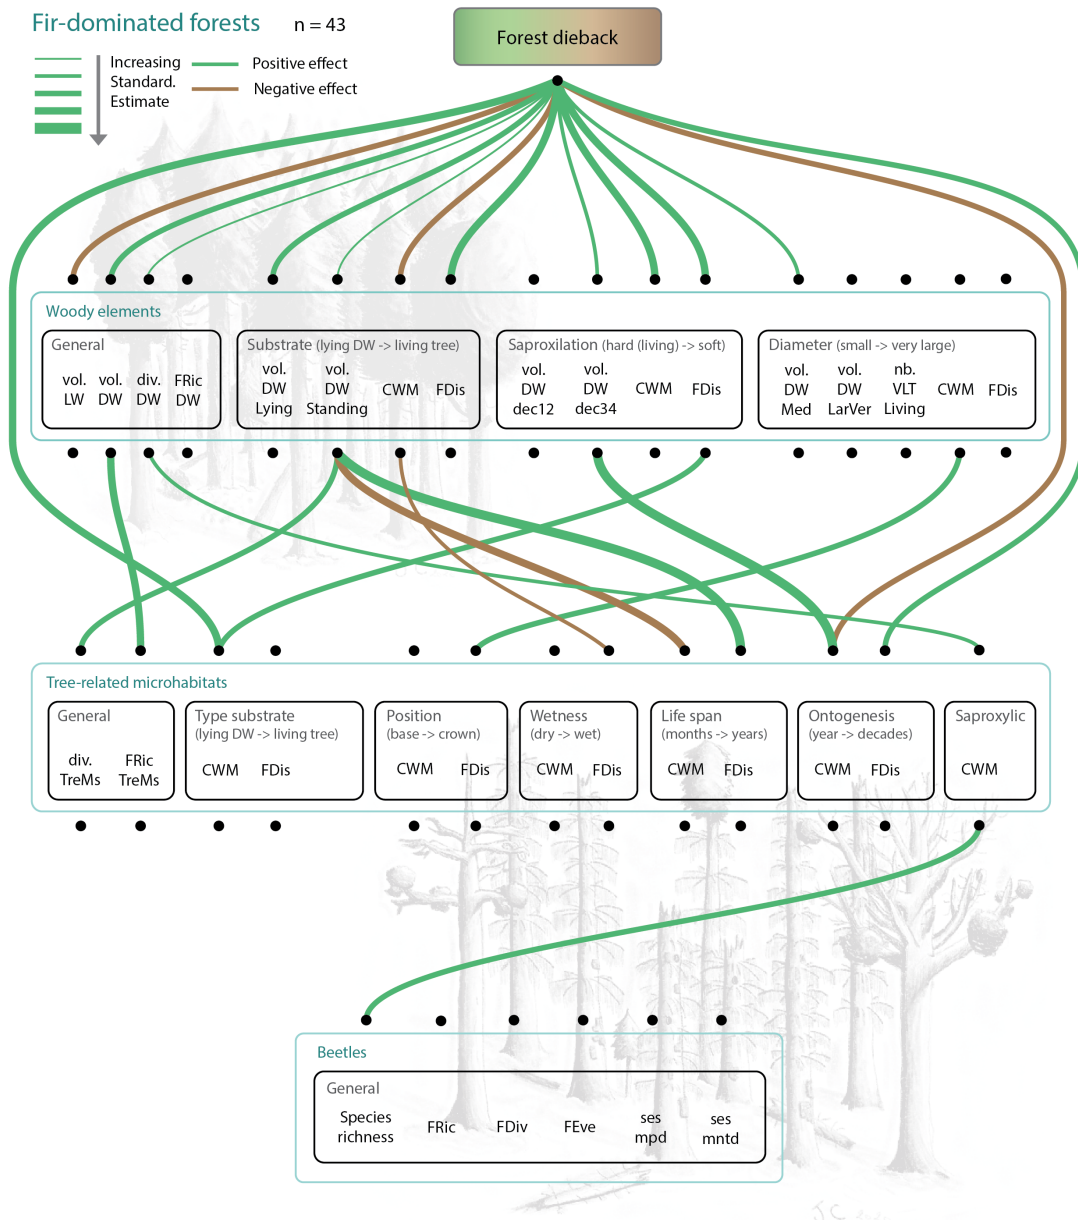 Fir-dominated forests n = 43
Forest dieback
Increasing
Standard.
Estimate
Positive effect
Negative effect
Woody elements
General
vol.
LW
vol.
DW
div.
DW
FRic
DW
Substrate (lying DW -> living tree)
vol.
DW
Lying
vol.
DW
Standing
CWM
FDis
Saproxilation (hard (living) -> soft)
vol.
DW
dec12
vol.
DW
dec34
CWM
FDis
Diameter (small -> very large)
vol.
DW
Med
vol.
DW
LarVer
nb.
VLT
Living
CWM
FDis
Tree-related microhabitats
General
div.
TreMs
FRic
TreMs
Type substrate
(lying DW -> living tree)
CWM
FDis
Position
(base -> crown)
CWM
FDis
Wetness
(dry -> wet)
CWM
FDis
Life span
(months -> years)
CWM
FDis
Ontogenesis
(year -> decades)
CWM
FDis
Saproxylic
CWM
Beetles
General
Species
richness
FRic
FDiv
FEve
ses
mpd
ses
mntd